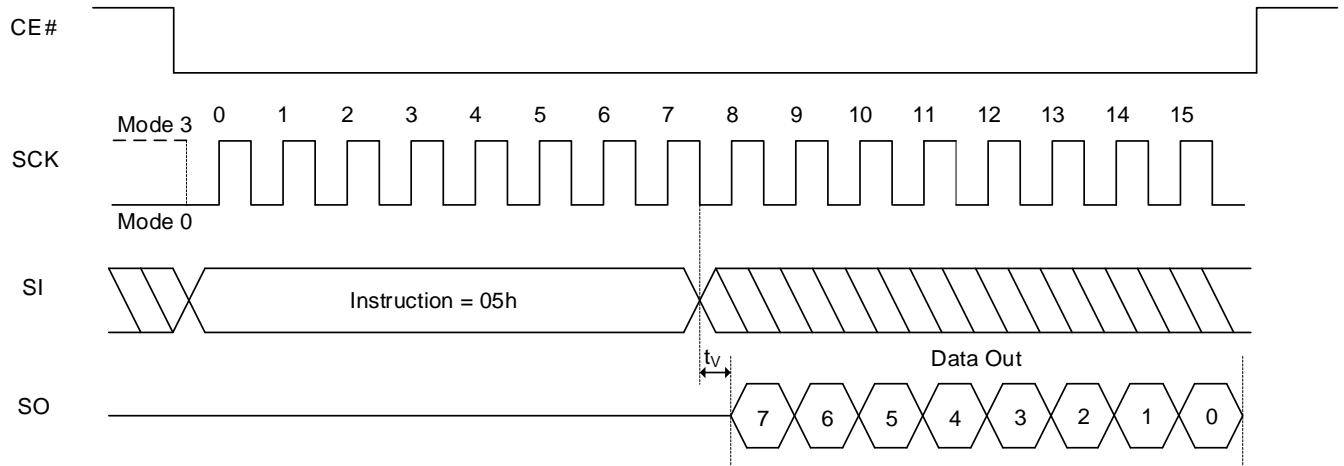 CE#
0 1 2 3 4 5 6 7 8 9 10 11 12 13 14 15
Mode 3
SCK
Mode 0
SI
Instruction = 05h
tV
Data Out
SO
7 6 5 4 3 2 1 0